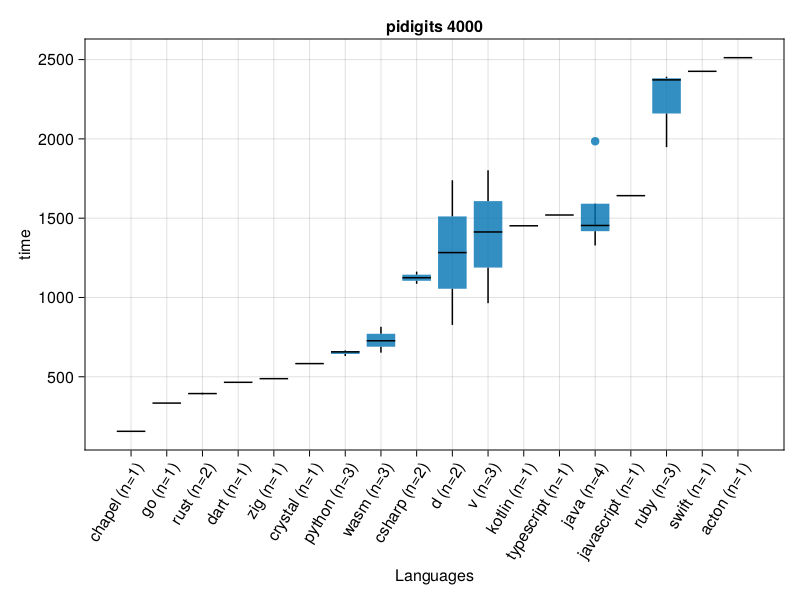 pidigits 4000
2500
2000
1500
1000
500
time
chapel (n=1)
go (n=1)
rust (n=2)
dart (n=1)
zig (n=1)
crystal (n=1)
python (n=3)
wasm (n=3)
csharp (n=2)
d (n=2)
v (n=3)
kotlin (n=1)
typescript (n=1)
java (n=4)
javascript (n=1)
ruby (n=3)
swift (n=1)
acton (n=1)
Languages